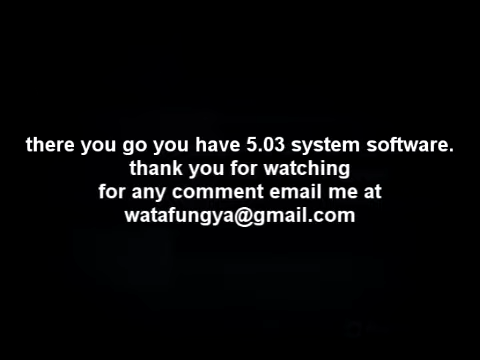 there you go you have 5.03 system software.
thank you for watching
for any comment email me at
watafungya@gmail.com